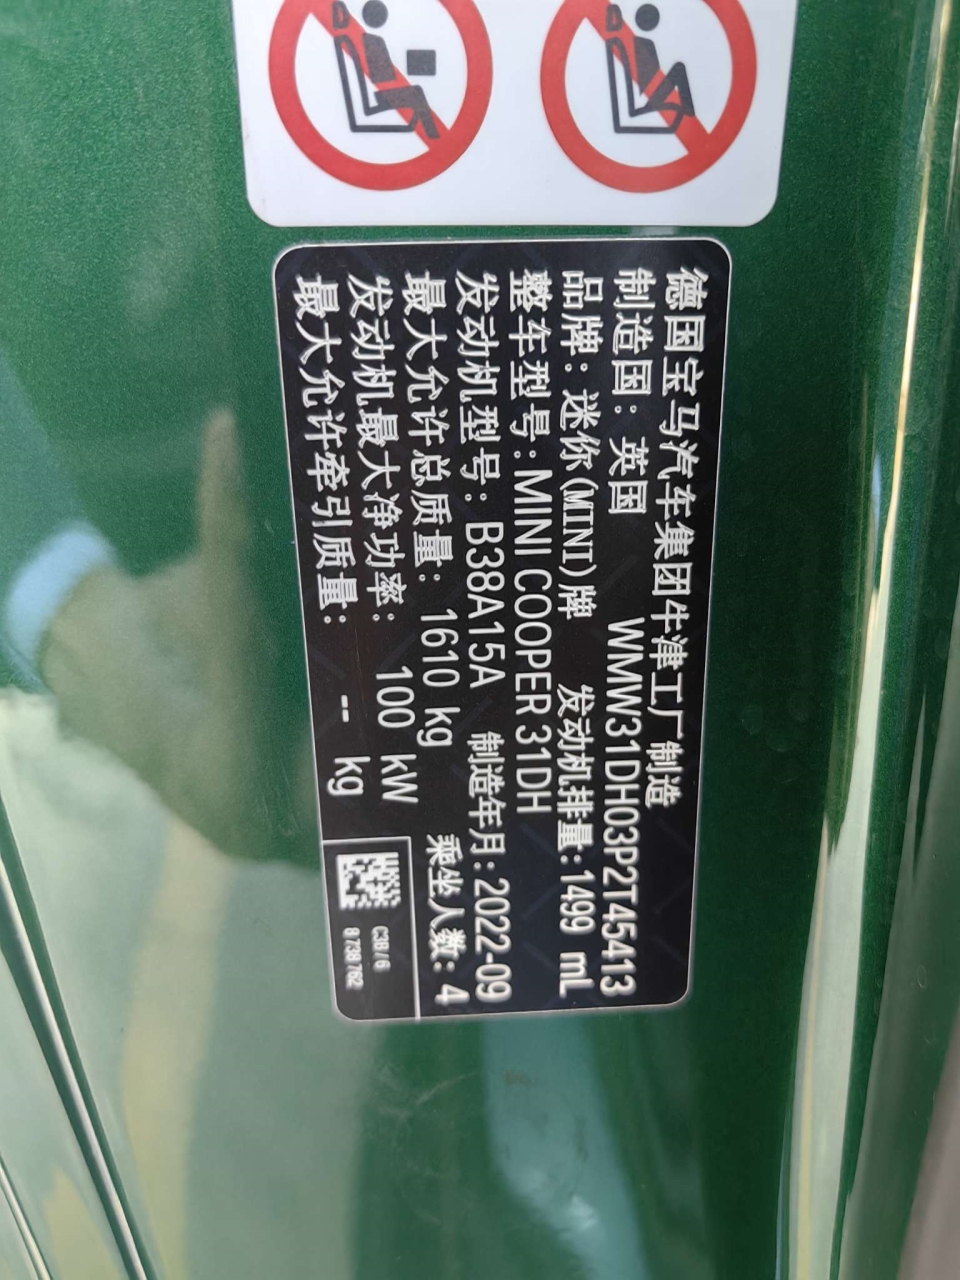 德国宝马汽车集团牛津工厂制造
制造国：英国 WMW31DH03P2T45413
品牌：迷你(MINI)牌 发动机排量：1499 mL
整车型号：MINI COOPER 31DH
发动机型号：B38A15A 制造年月：2022-09
最大允许总质量：1610 kg 乘坐人数：4
发动机最大净功率：100 kW
最大允许牵引质量：-- kg
C3B/6
8 738 762